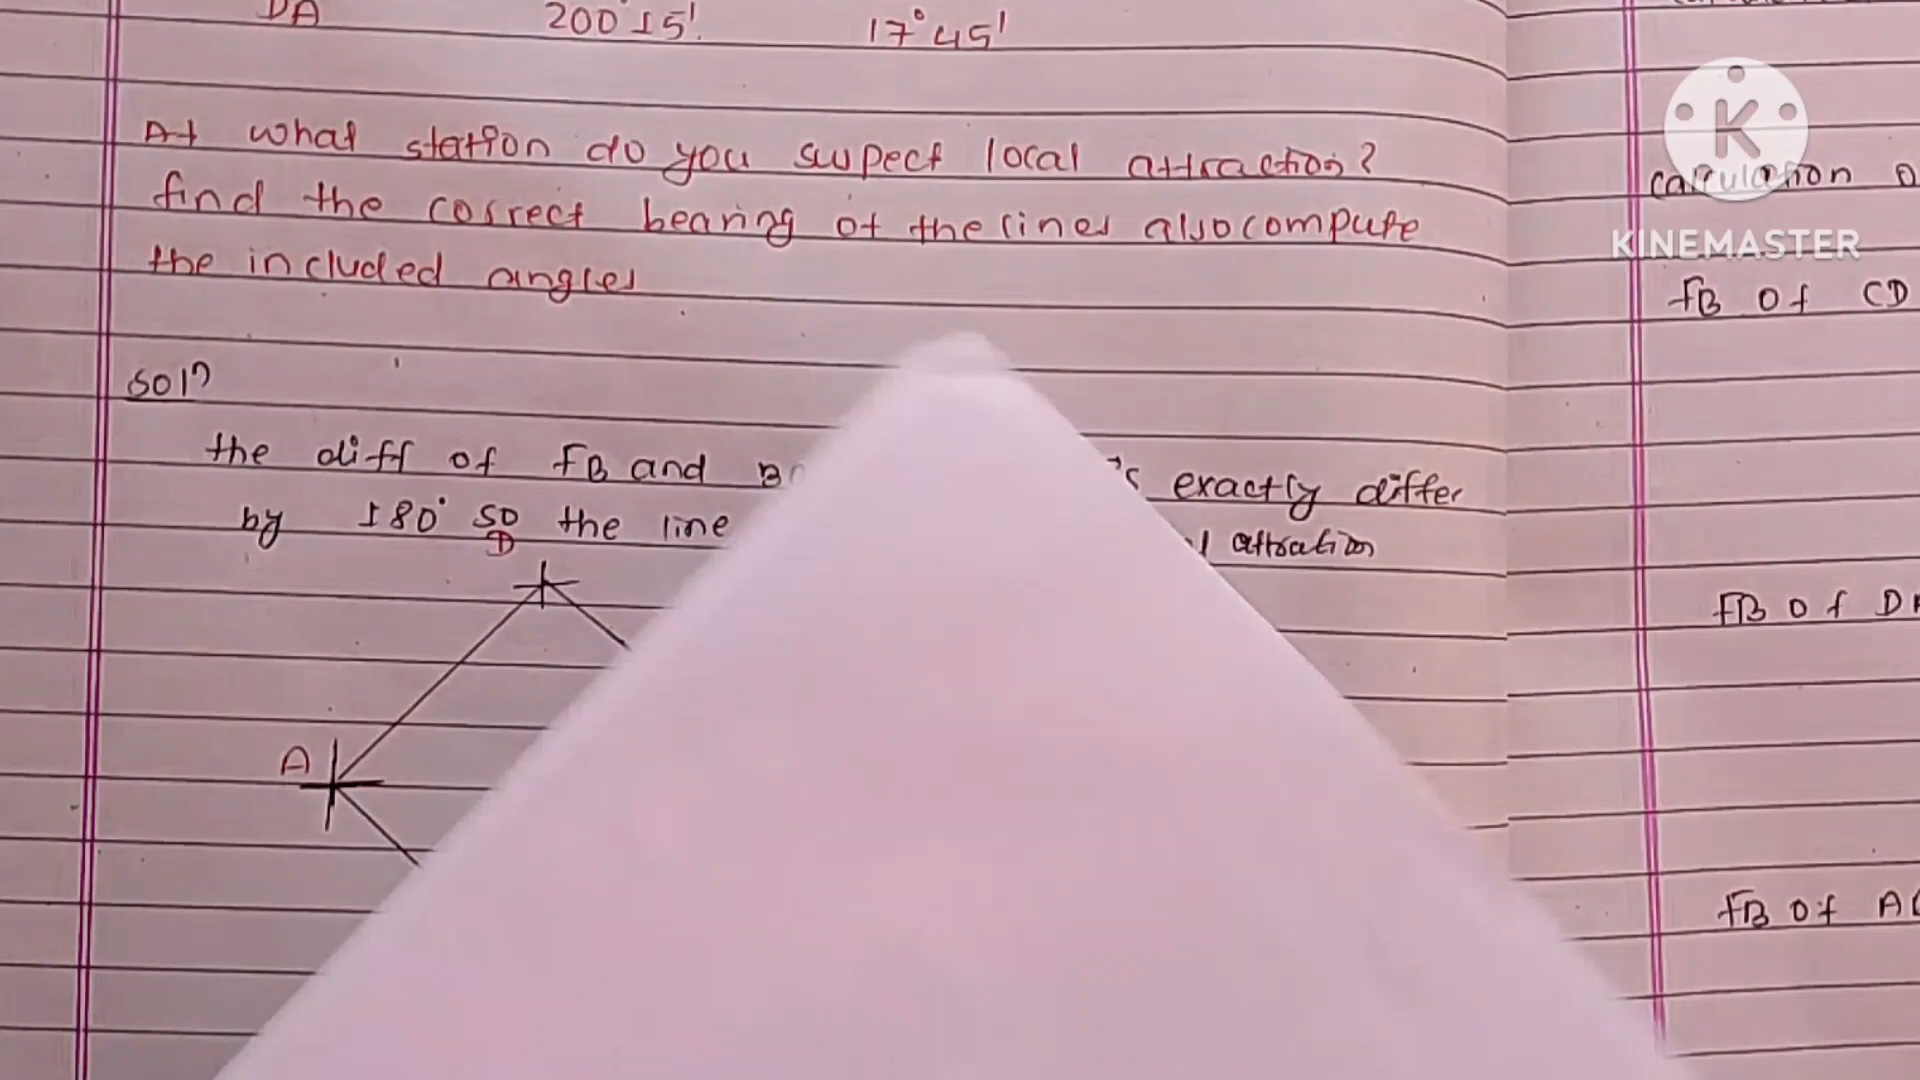 DA 200°15'. 17°45'
At what station do you suspect local attraction?
find the correct bearing of the lines also compute
the included angles
Soln
the diff of FB and exactly differ
by 180° so the line attration
D
A
calculation
FB of CD
FB of
FB of
K
KINEMASTER